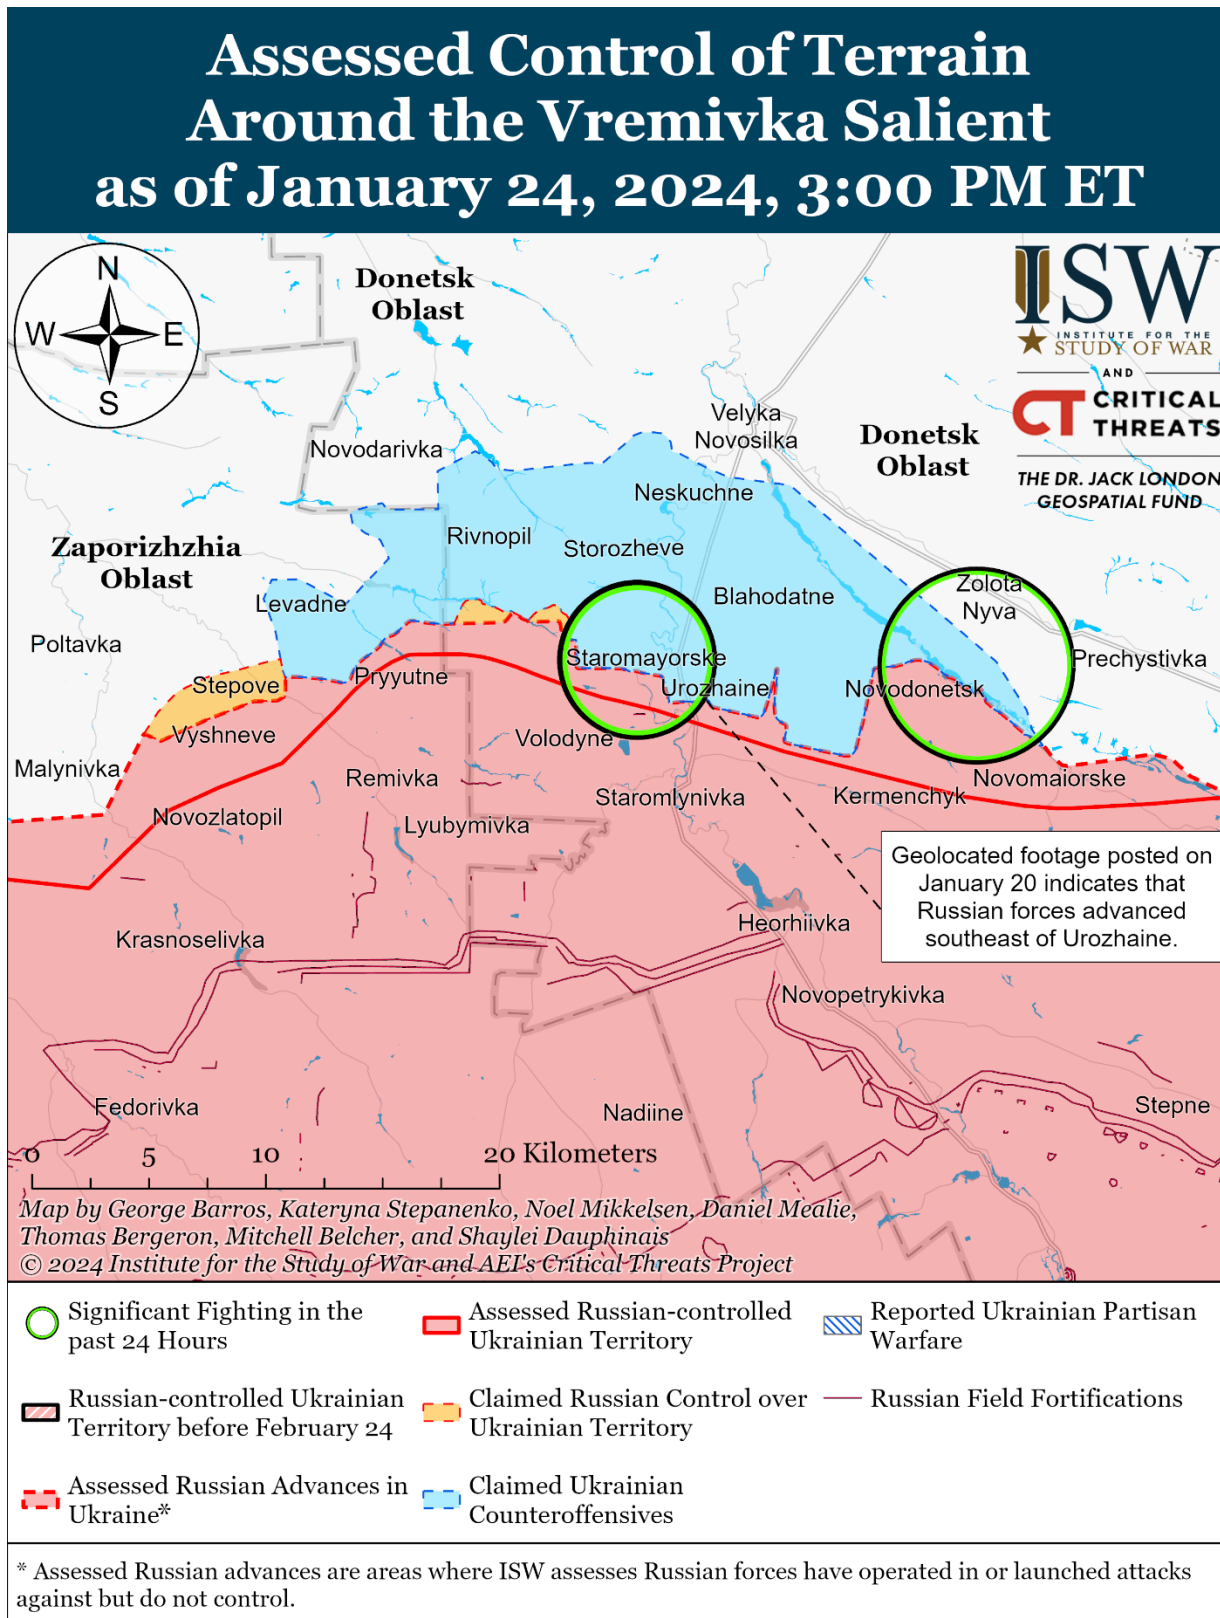 Assessed Control of Terrain
Around the Vremivka Salient
as of January 24, 2024, 3:00 PM ET
N
W
E
S
Donetsk
Oblast
ISW
INSTITUTE FOR THE
STUDY OF WAR
AND
CT CRITICAL
THREATS
THE DR. JACK LONDON
GEOSPATIAL FUND
Velyka
Novosilka
Donetsk
Oblast
Novodarivka
Neskuchne
Rivnopil
Storozheve
Zaporizhzhia
Oblast
Levadne
Blahodatne
Zolota
Nyva
Poltavka
Staromayorske
Prechystivka
Pryyutne
Stepove
Urozhaine
Novodonetsk
Vyshneve
Volodyne
Malynivka
Remivka
Novomaiorske
Staromlynivka
Kermenchyk
Novozlatopil
Lyubymivka
Geolocated footage posted on
January 20 indicates that
Russian forces advanced
southeast of Urozhaine.
Heorhiivka
Krasnoselivka
Novopetrykivka
Fedorivka
Nadiine
Stepne
0 5 10 20 Kilometers
Map by George Barros, Kateryna Stepanenko, Noel Mikkelsen, Daniel Mealie,
Thomas Bergeron, Mitchell Belcher, and Shaylei Dauphinais
© 2024 Institute for the Study of War and AEI's Critical Threats Project
Significant Fighting in the
past 24 Hours
Assessed Russian-controlled
Ukrainian Territory
Reported Ukrainian Partisan
Warfare
Russian-controlled Ukrainian
Territory before February 24
Claimed Russian Control over
Ukrainian Territory
Russian Field Fortifications
Assessed Russian Advances in
Ukraine*
Claimed Ukrainian
Counteroffensives
* Assessed Russian advances are areas where ISW assesses Russian forces have operated in or launched attacks
against but do not control.